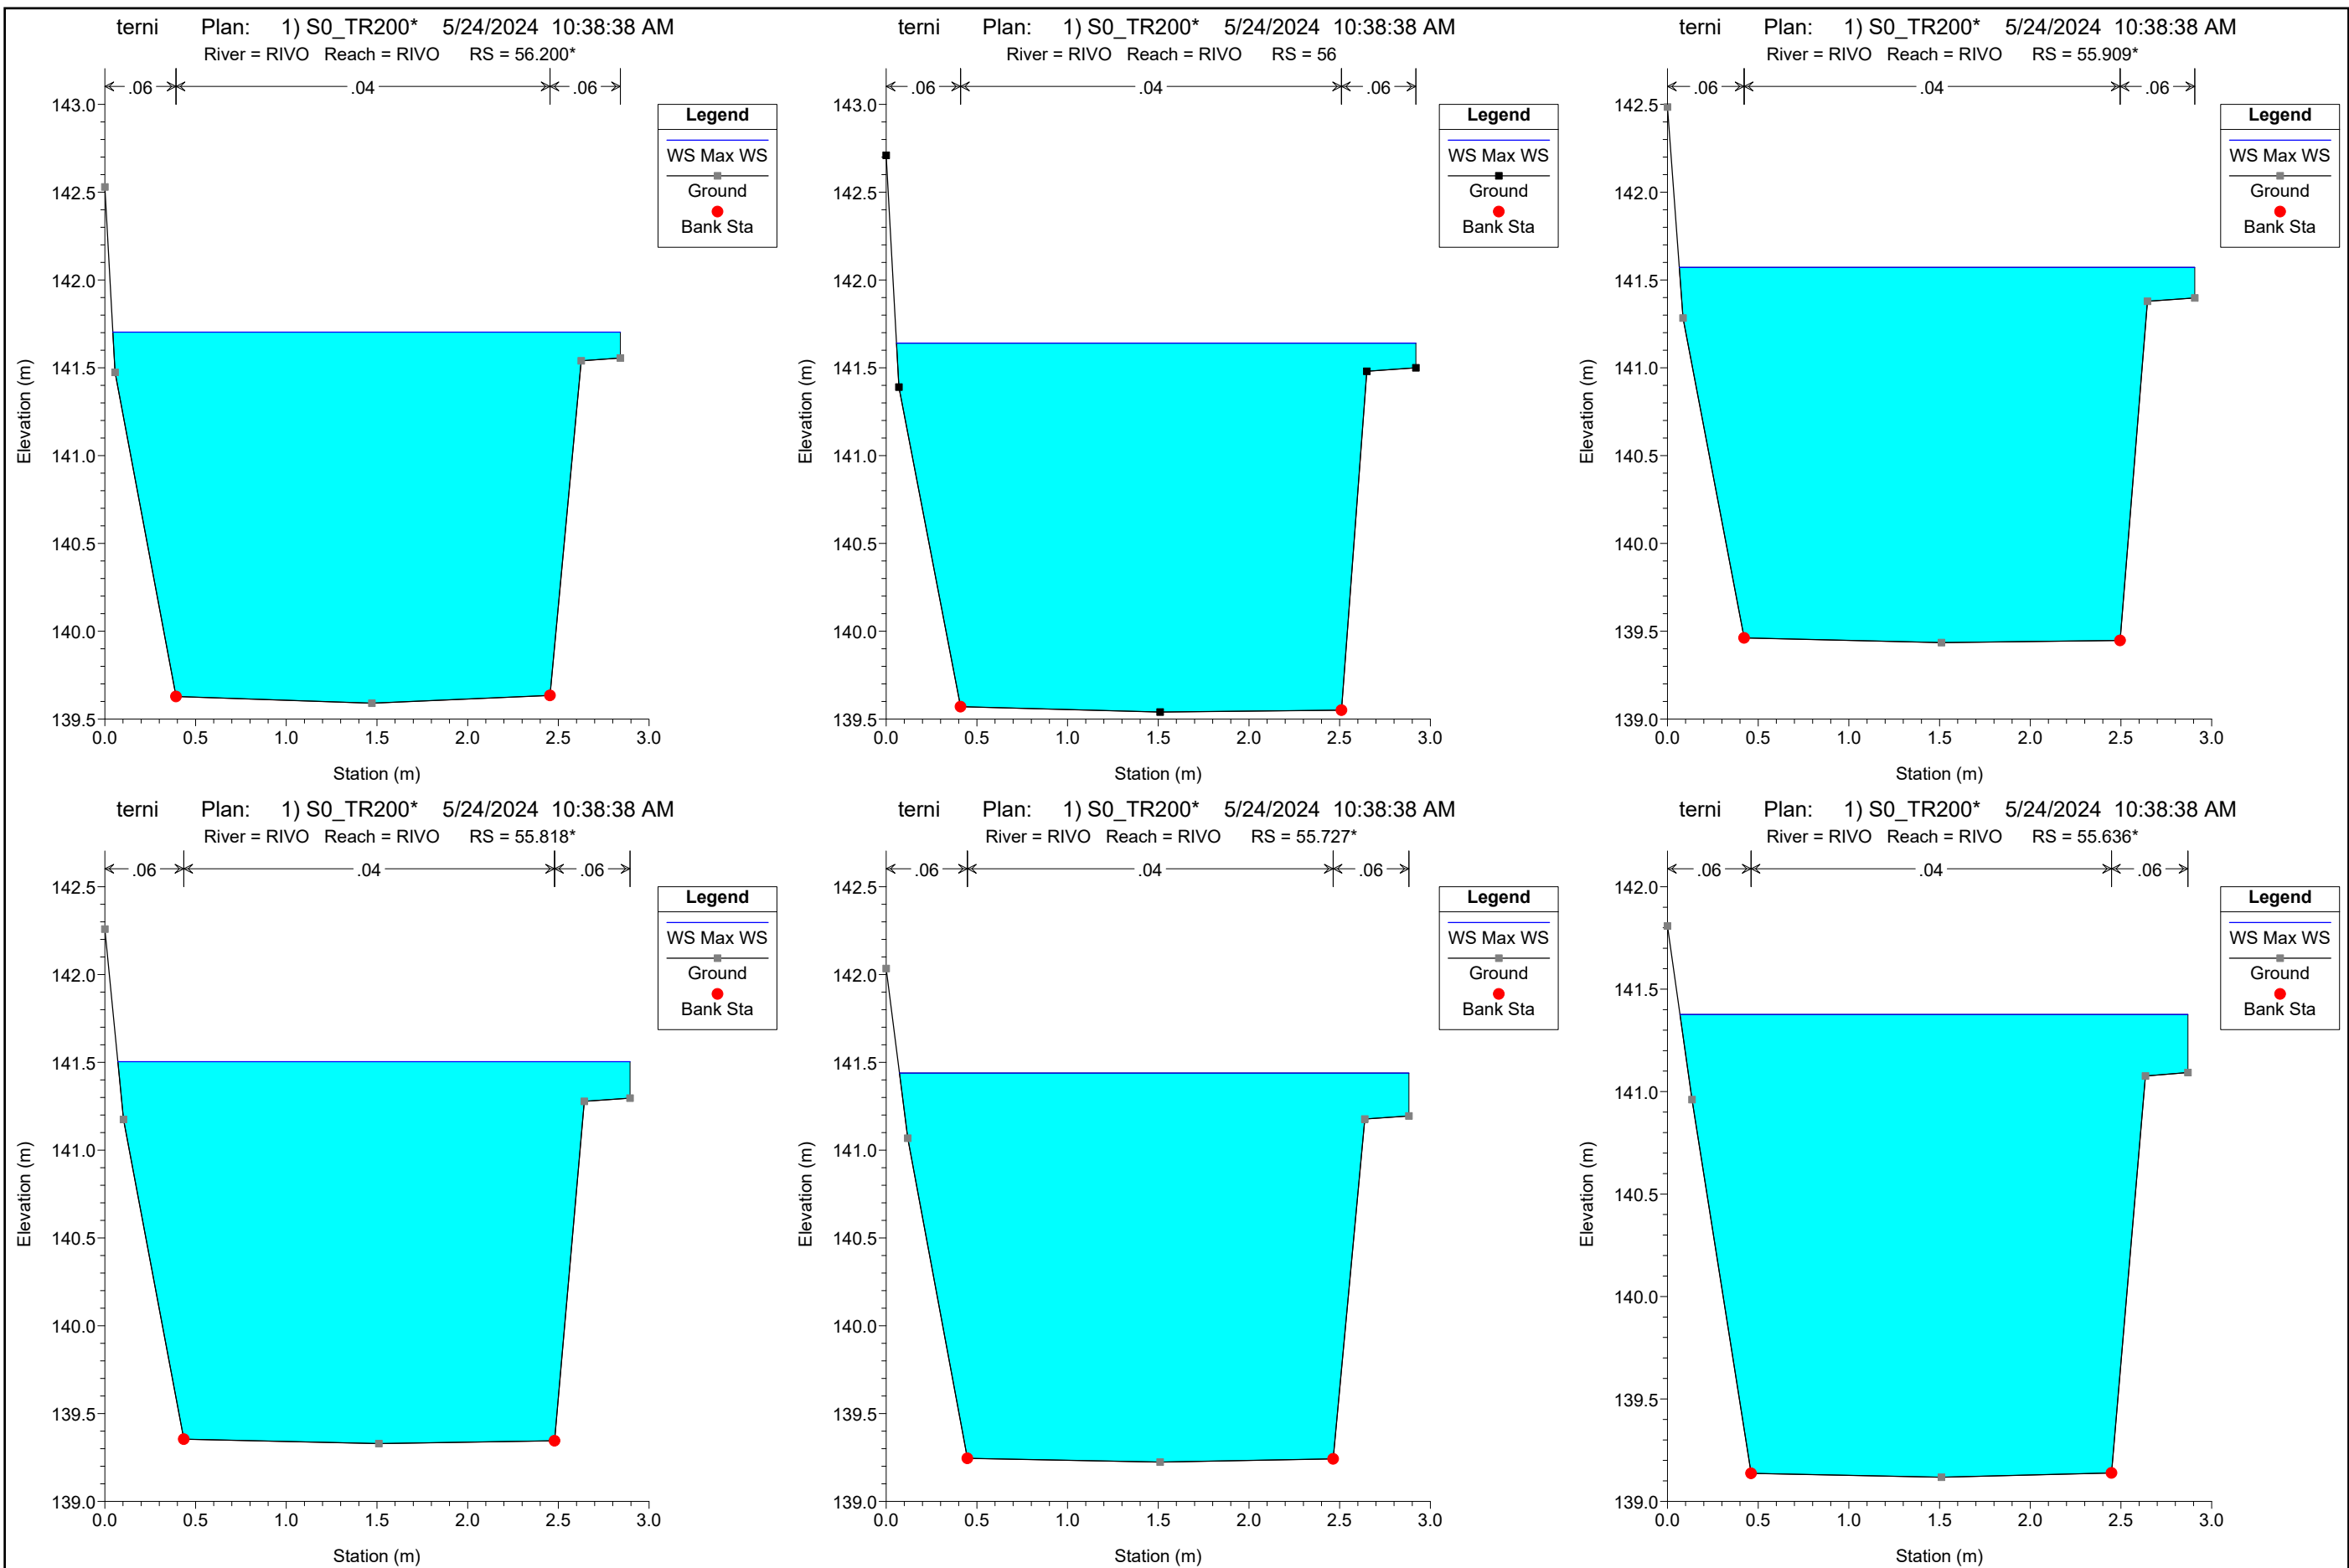 terni Plan: 1) S0_TR200* 5/24/2024 10:38:38 AM
River = RIVO Reach = RIVO RS = 56.200*
.06 .04 .06
143.0
142.5
142.0
141.5
141.0
140.5
140.0
139.5
0.0 0.5 1.0 1.5 2.0 2.5 3.0
Station (m)
Elevation (m)
Legend
WS Max WS
Ground
Bank Sta
terni Plan: 1) S0_TR200* 5/24/2024 10:38:38 AM
River = RIVO Reach = RIVO RS = 56
.06 .04 .06
143.0
142.5
142.0
141.5
141.0
140.5
140.0
139.5
0.0 0.5 1.0 1.5 2.0 2.5 3.0
Station (m)
Elevation (m)
Legend
WS Max WS
Ground
Bank Sta
terni Plan: 1) S0_TR200* 5/24/2024 10:38:38 AM
River = RIVO Reach = RIVO RS = 55.909*
.06 .04 .06
142.5
142.0
141.5
141.0
140.5
140.0
139.5
139.0
0.0 0.5 1.0 1.5 2.0 2.5 3.0
Station (m)
Elevation (m)
Legend
WS Max WS
Ground
Bank Sta
terni Plan: 1) S0_TR200* 5/24/2024 10:38:38 AM
River = RIVO Reach = RIVO RS = 55.818*
.06 .04 .06
142.5
142.0
141.5
141.0
140.5
140.0
139.5
139.0
0.0 0.5 1.0 1.5 2.0 2.5 3.0
Station (m)
Elevation (m)
Legend
WS Max WS
Ground
Bank Sta
terni Plan: 1) S0_TR200* 5/24/2024 10:38:38 AM
River = RIVO Reach = RIVO RS = 55.727*
.06 .04 .06
142.5
142.0
141.5
141.0
140.5
140.0
139.5
139.0
0.0 0.5 1.0 1.5 2.0 2.5 3.0
Station (m)
Elevation (m)
Legend
WS Max WS
Ground
Bank Sta
terni Plan: 1) S0_TR200* 5/24/2024 10:38:38 AM
River = RIVO Reach = RIVO RS = 55.636*
.06 .04 .06
142.0
141.5
141.0
140.5
140.0
139.5
139.0
0.0 0.5 1.0 1.5 2.0 2.5 3.0
Station (m)
Elevation (m)
Legend
WS Max WS
Ground
Bank Sta